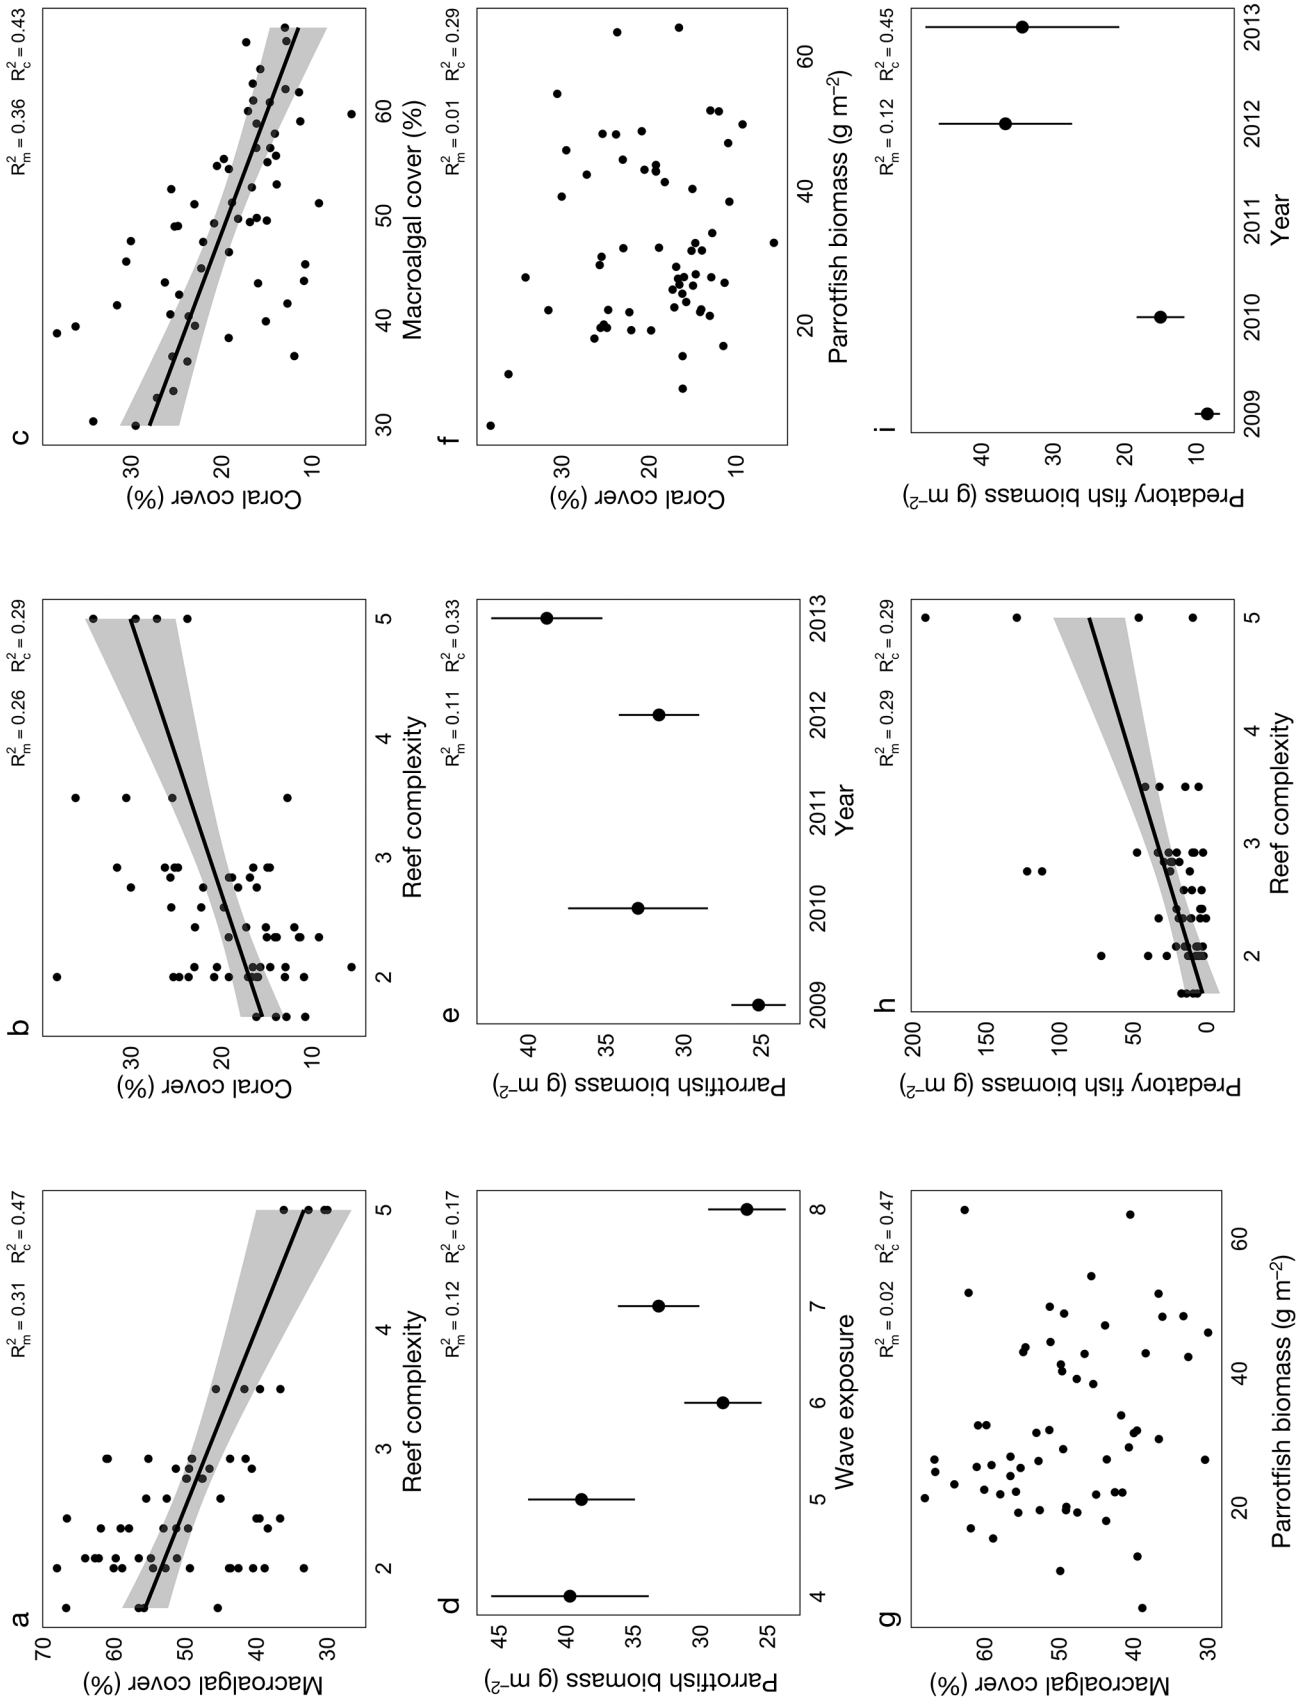 a
R²m = 0.31 R²c = 0.47
70
60
50
40
30
Macroalgal cover (%)
2 3 4 5
Reef complexity
b
R²m = 0.26 R²c = 0.29
30
20
10
Coral cover (%)
2 3 4 5
Reef complexity
c
R²m = 0.36 R²c = 0.43
30
20
10
Coral cover (%)
30 40 50 60
Macroalgal cover (%)
d
R²m = 0.12 R²c = 0.17
45
40
35
30
25
Parrotfish biomass (g m⁻²)
4 5 6 7 8
Wave exposure
e
R²m = 0.11 R²c = 0.33
40
35
30
25
Parrotfish biomass (g m⁻²)
2009 2010 2011 2012 2013
Year
f
R²m = 0.01 R²c = 0.29
30
20
10
Coral cover (%)
20 40 60
Parrotfish biomass (g m⁻²)
g
R²m = 0.02 R²c = 0.47
60
50
40
30
Macroalgal cover (%)
20 40 60
Parrotfish biomass (g m⁻²)
h
R²m = 0.29 R²c = 0.29
200
150
100
50
0
Predatory fish biomass (g m⁻²)
2 3 4 5
Reef complexity
i
R²m = 0.12 R²c = 0.45
40
30
20
10
Predatory fish biomass (g m⁻²)
2009 2010 2011 2012 2013
Year